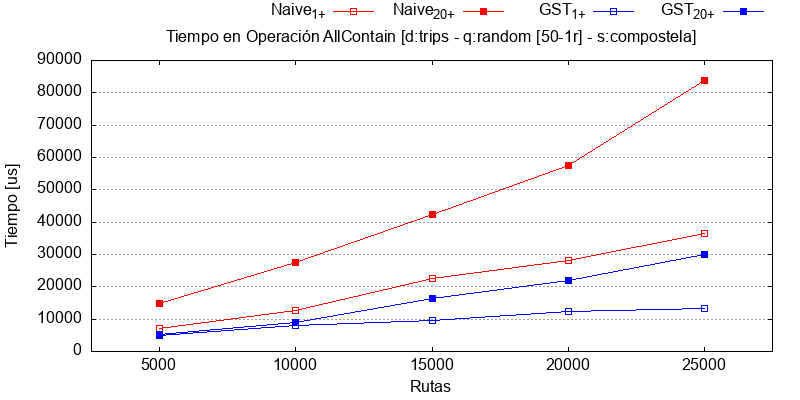 Naive1+ Naive20+ GST1+ GST20+
Tiempo en Operación AllContain [d:trips - q:random [50-1r] - s:compostela]
90000
80000
70000
60000
50000
40000
30000
20000
10000
0
Tiempo [us]
5000 10000 15000 20000 25000
Rutas